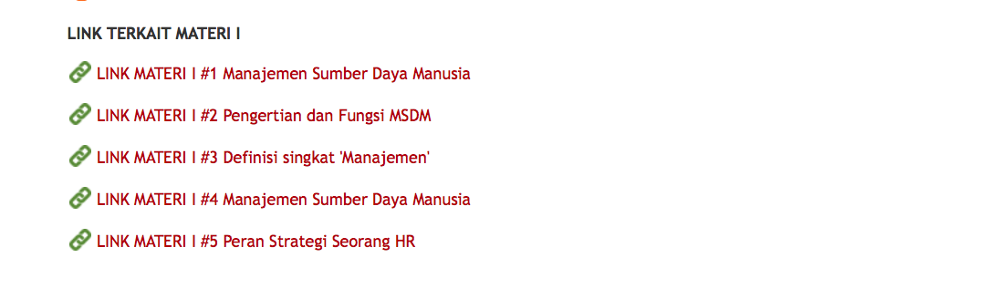 LINK TERKAIT MATERI I
LINK MATERI I #1 Manajemen Sumber Daya Manusia
LINK MATERI I #2 Pengertian dan Fungsi MSDM
LINK MATERI I #3 Definisi singkat 'Manajemen'
LINK MATERI I #4 Manajemen Sumber Daya Manusia
LINK MATERI I #5 Peran Strategi Seorang HR